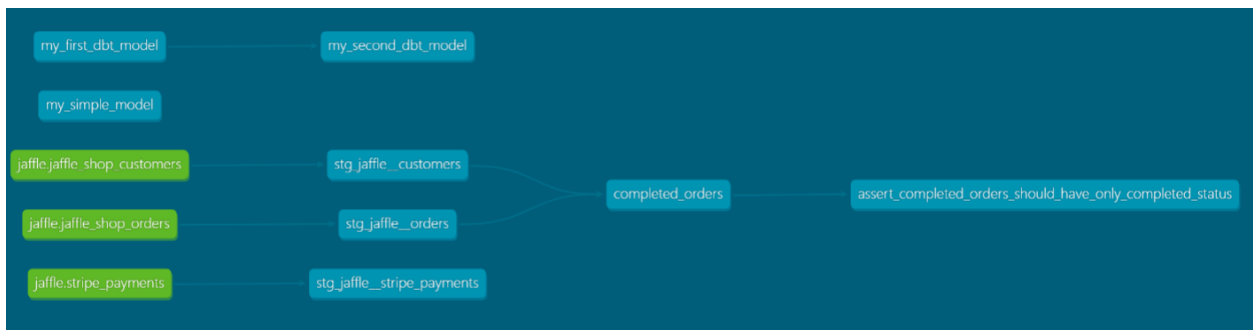 my_first_dbt_model
my_second_dbt_model
my_simple_model
jaffle.jaffle_shop_customers
stg_jaffle__customers
completed_orders
assert_completed_orders_should_have_only_completed_status
jaffle.jaffle_shop_orders
stg_jaffle__orders
jaffle.stripe_payments
stg_jaffle__stripe_payments